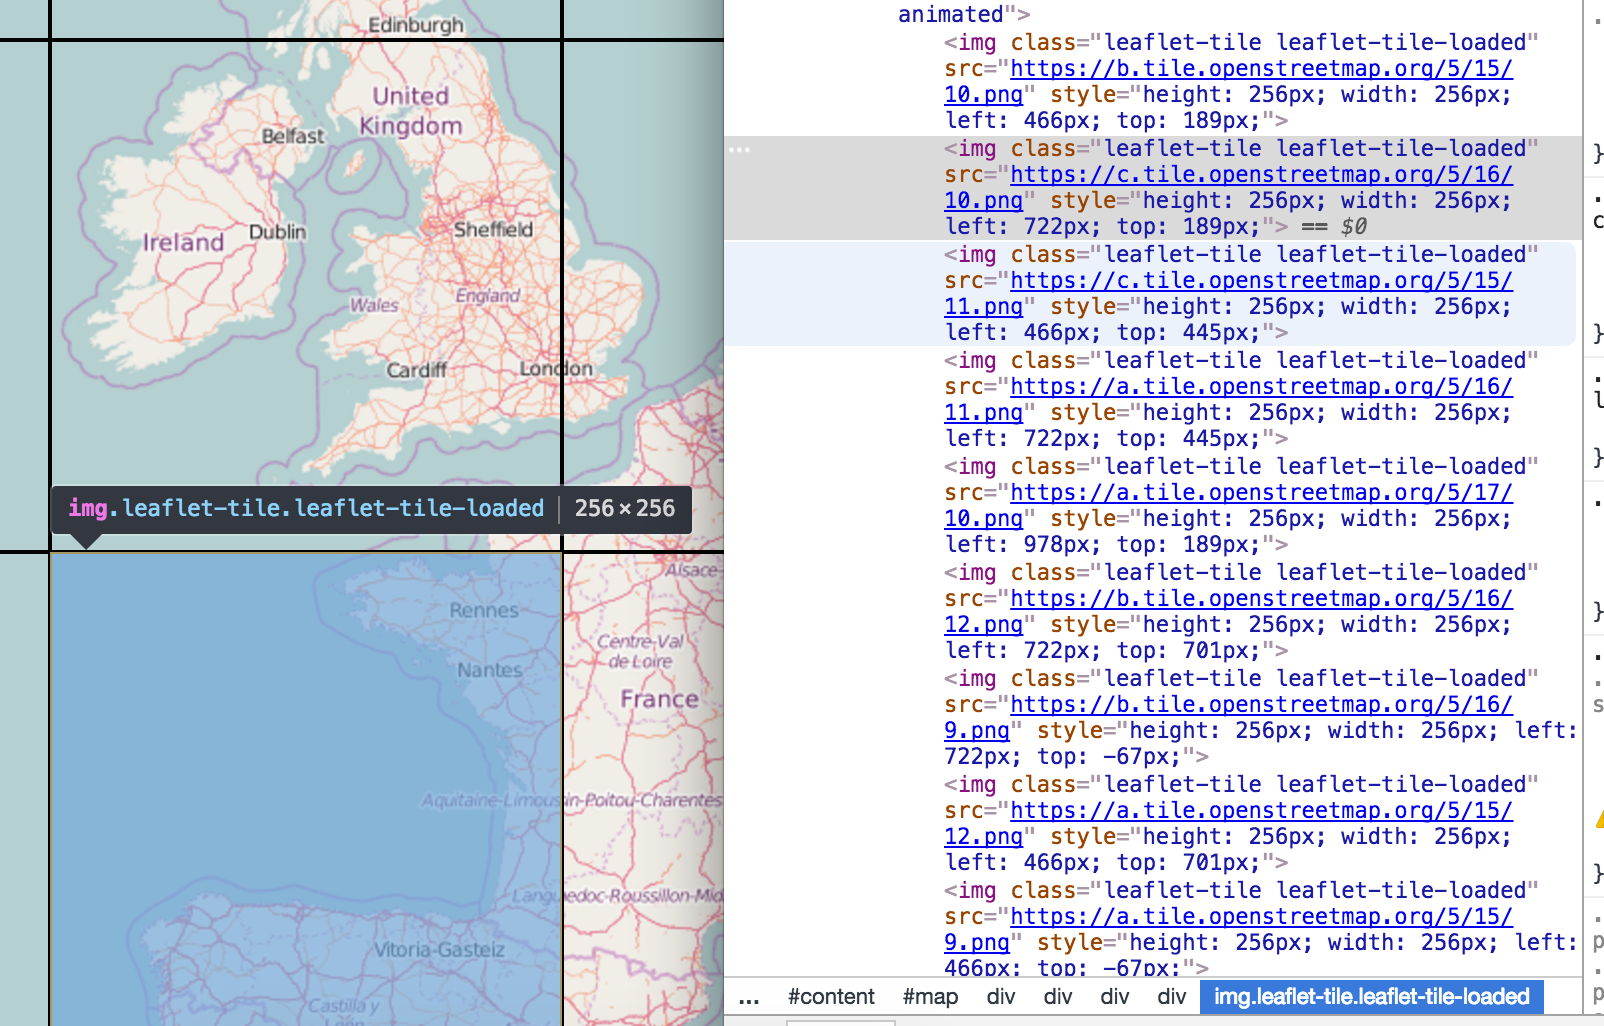 Edinburgh
United
Kingdom
Belfast
Ireland
Dublin
Sheffield
Wales
England
Cardiff
London
img.leaflet-tile.leaflet-tile-loaded | 256×256
Alsace-
Rennes
Centre-Val
de Loire
Nantes
France
Aquitaine-Limousin-Poitou-Charentes
Languedoc-Roussillon-Mid
Vitoria-Gasteiz
Castilla y
León
animated">
<img class="leaflet-tile leaflet-tile-loaded"
src="https://b.tile.openstreetmap.org/5/15/
10.png" style="height: 256px; width: 256px;
left: 466px; top: 189px;">
<img class="leaflet-tile leaflet-tile-loaded"
src="https://c.tile.openstreetmap.org/5/16/
10.png" style="height: 256px; width: 256px;
left: 722px; top: 189px;"> == $0
<img class="leaflet-tile leaflet-tile-loaded"
src="https://c.tile.openstreetmap.org/5/15/
11.png" style="height: 256px; width: 256px;
left: 466px; top: 445px;">
<img class="leaflet-tile leaflet-tile-loaded"
src="https://a.tile.openstreetmap.org/5/16/
11.png" style="height: 256px; width: 256px;
left: 722px; top: 445px;">
<img class="leaflet-tile leaflet-tile-loaded"
src="https://a.tile.openstreetmap.org/5/17/
10.png" style="height: 256px; width: 256px;
left: 978px; top: 189px;">
<img class="leaflet-tile leaflet-tile-loaded"
src="https://b.tile.openstreetmap.org/5/16/
12.png" style="height: 256px; width: 256px;
left: 722px; top: 701px;">
<img class="leaflet-tile leaflet-tile-loaded"
src="https://b.tile.openstreetmap.org/5/16/
9.png" style="height: 256px; width: 256px; left:
722px; top: -67px;">
<img class="leaflet-tile leaflet-tile-loaded"
src="https://a.tile.openstreetmap.org/5/15/
12.png" style="height: 256px; width: 256px;
left: 466px; top: 701px;">
<img class="leaflet-tile leaflet-tile-loaded"
src="https://a.tile.openstreetmap.org/5/15/
9.png" style="height: 256px; width: 256px; left:
466px; top: -67px;">
... #content #map div div div div img.leaflet-tile.leaflet-tile-loaded